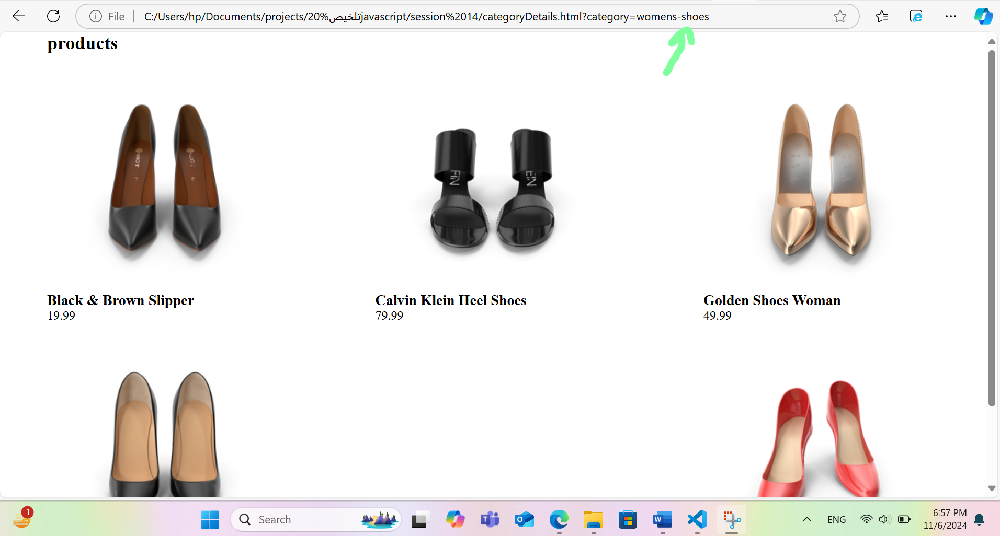 File
C:/Users/hp/Documents/projects/20%تلخيصjavascript/session%2014/categoryDetails.html?category=womens-shoes
products
Black & Brown Slipper
19.99
Calvin Klein Heel Shoes
79.99
Golden Shoes Woman
49.99
1
Search
ENG
6:57 PM
11/6/2024